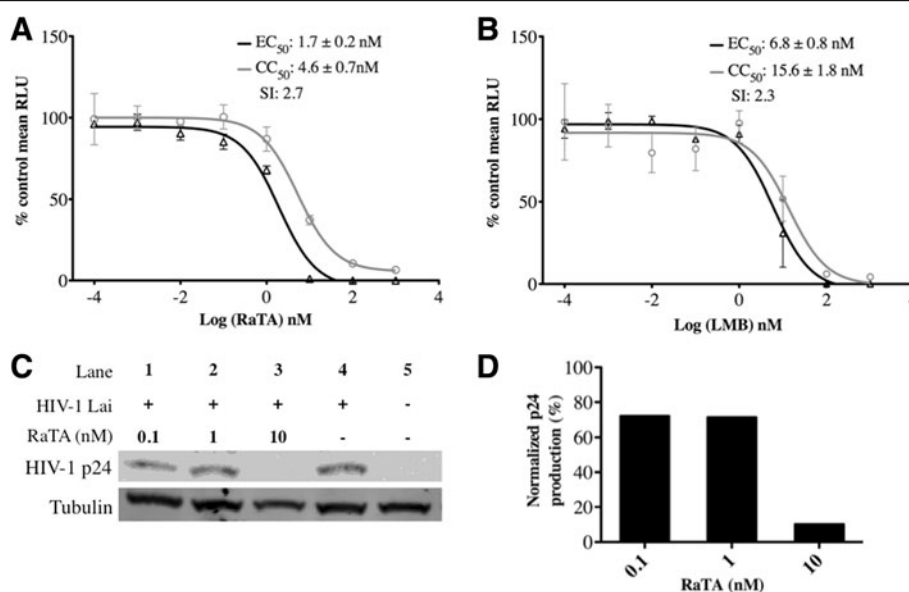 A
EC50: 1.7 ± 0.2 nM
CC50: 4.6 ± 0.7nM
SI: 2.7
% control mean RLU
150
100
50
0
-4 -2 0 2 4
Log (RaTA) nM
B
EC50: 6.8 ± 0.8 nM
CC50: 15.6 ± 1.8 nM
SI: 2.3
% control mean RLU
150
100
50
0
-4 -2 0 2 4
Log (LMB) nM
C
Lane 1 2 3 4 5
HIV-1 Lai + + + + -
RaTA (nM) 0.1 1 10 - -
HIV-1 p24
Tubulin
D
Normalized p24
production (%)
100
80
60
40
20
0
0.1 1 10
RaTA (nM)